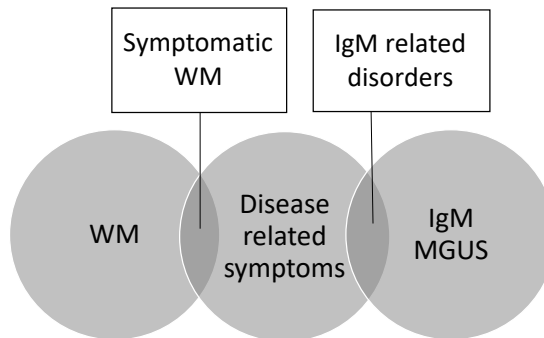 Symptomatic
WM
IgM related
disorders
WM
Disease
related
symptoms
IgM
MGUS